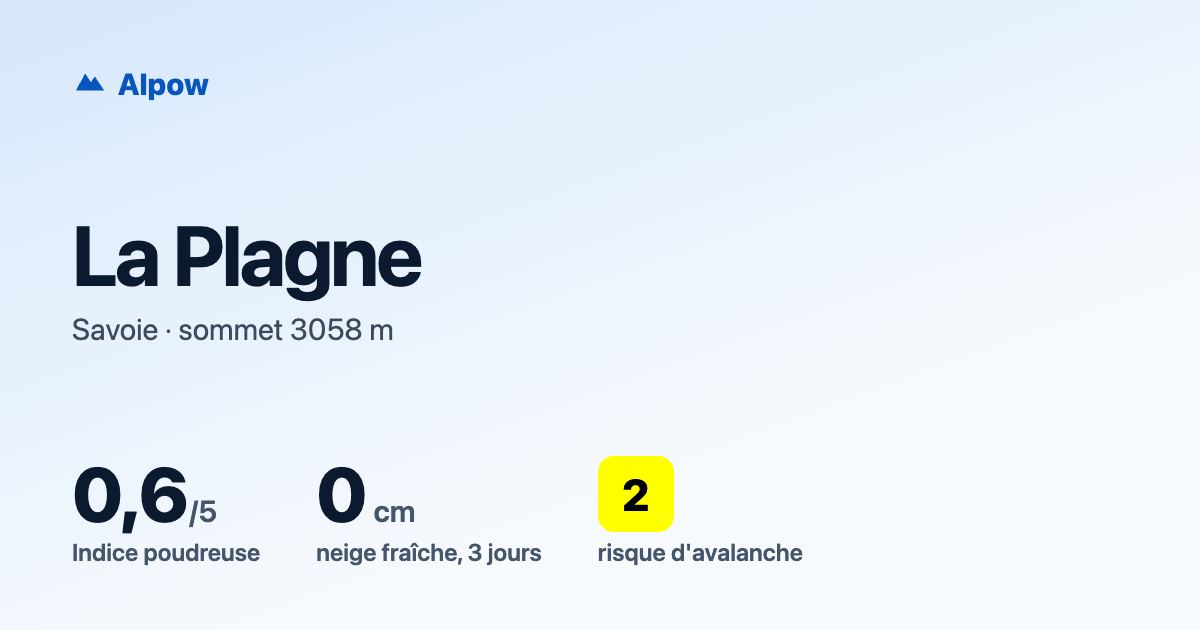 Alpow
La Plagne
Savoie · sommet 3058 m
0,6/5
Indice poudreuse
0 cm
neige fraîche, 3 jours
2
risque d'avalanche